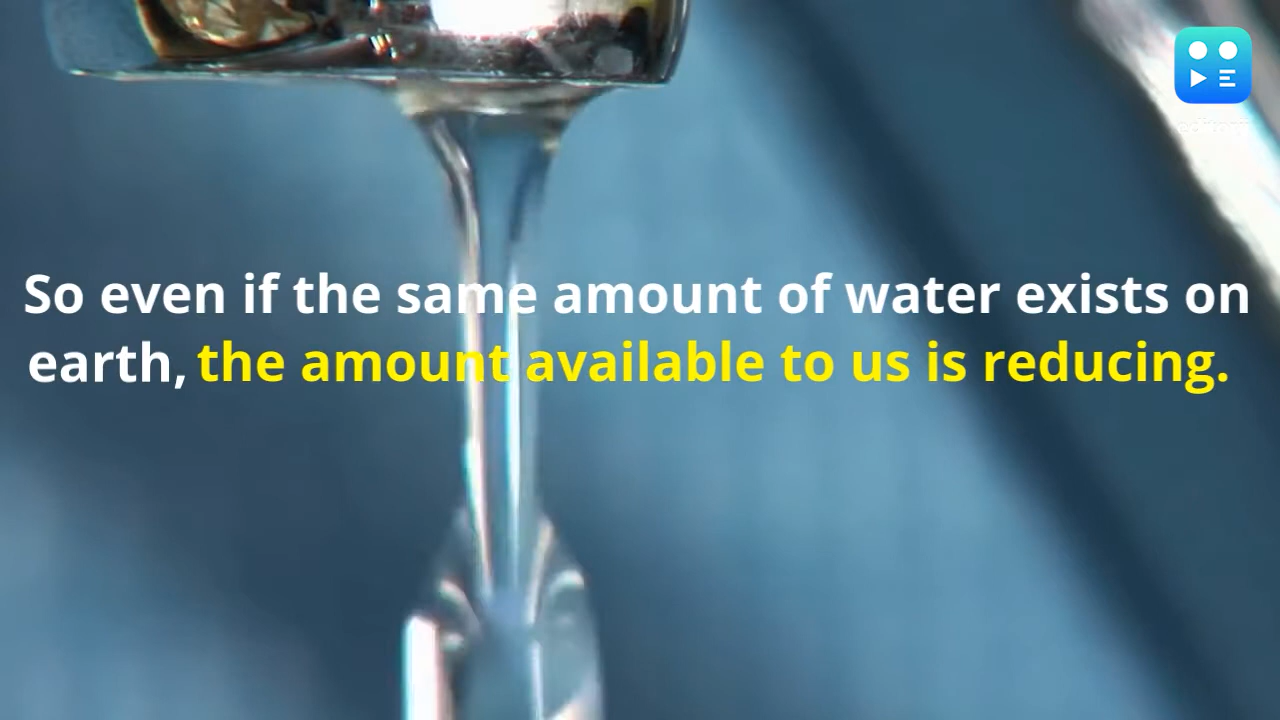 So even if the same amount of water exists on
earth, the amount available to us is reducing.